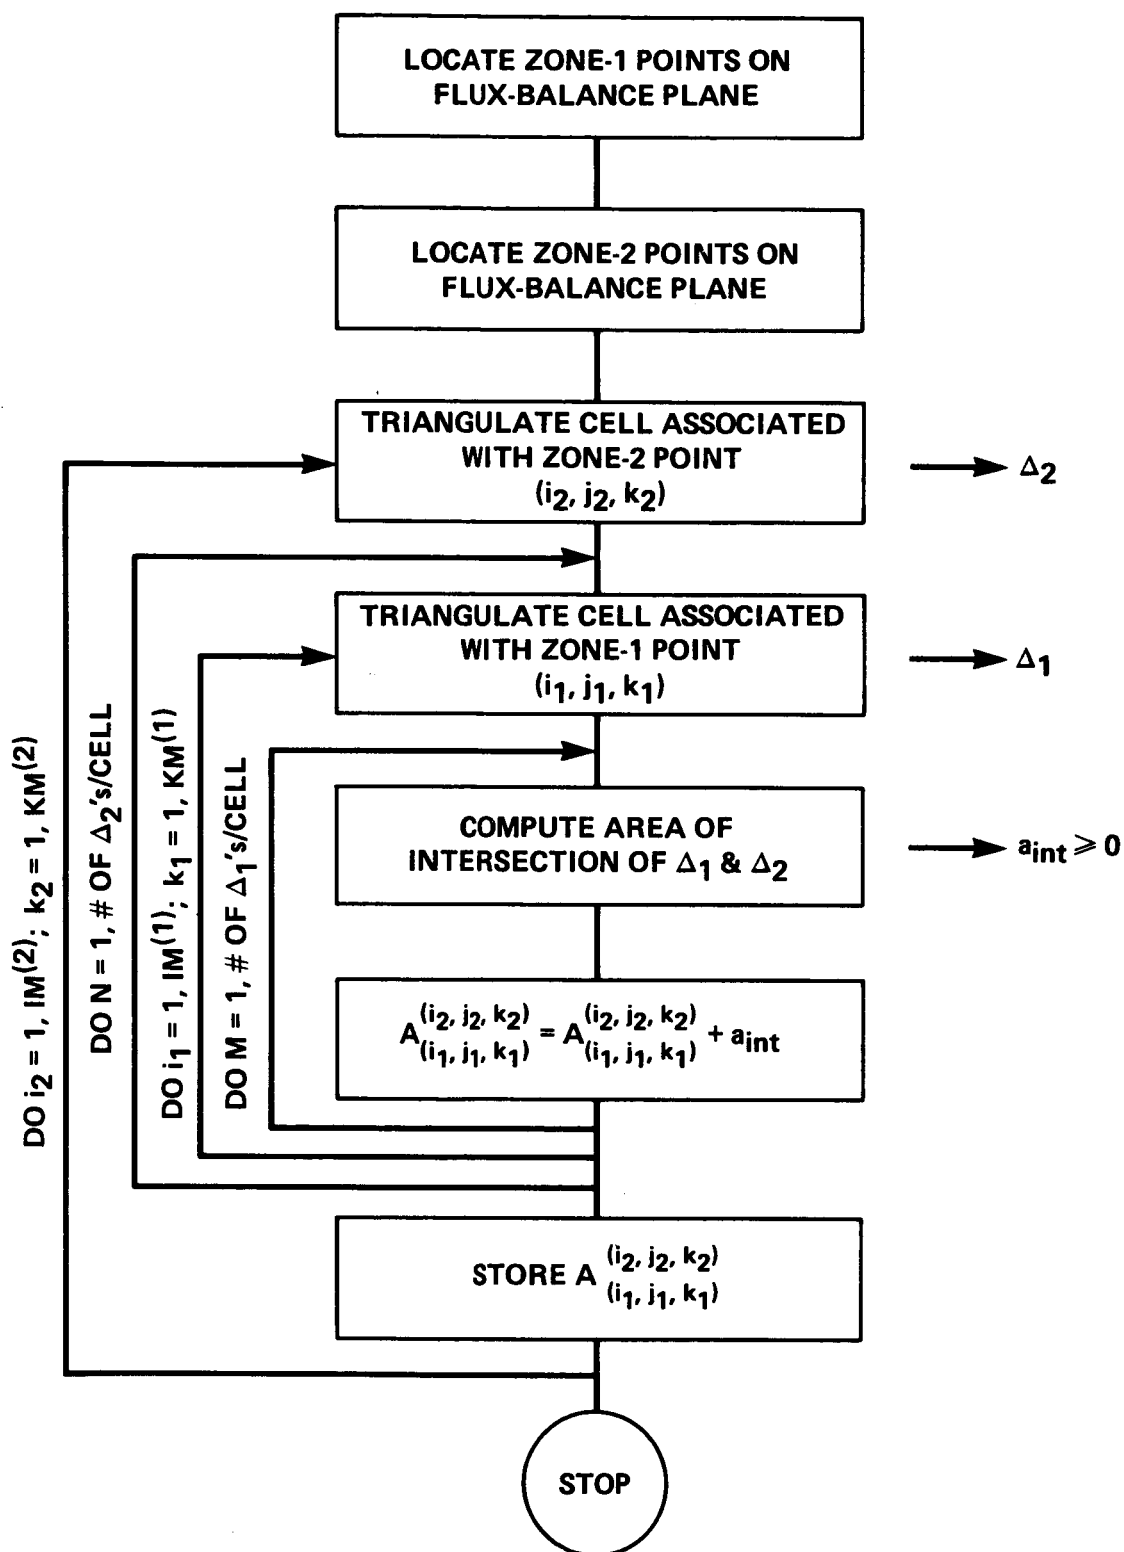 LOCATE ZONE-1 POINTS ON
FLUX-BALANCE PLANE
LOCATE ZONE-2 POINTS ON
FLUX-BALANCE PLANE
TRIANGULATE CELL ASSOCIATED
WITH ZONE-2 POINT
(i₂, j₂, k₂)
Δ₂
TRIANGULATE CELL ASSOCIATED
WITH ZONE-1 POINT
(i₁, j₁, k₁)
Δ₁
COMPUTE AREA OF
INTERSECTION OF Δ₁ & Δ₂
a_int ⩾ 0
A^(i₂, j₂, k₂)_(i₁, j₁, k₁) = A^(i₂, j₂, k₂)_(i₁, j₁, k₁) + a_int
STORE A^(i₂, j₂, k₂)_(i₁, j₁, k₁)
STOP
DO i₂ = 1, IM⁽²⁾; k₂ = 1, KM⁽²⁾
DO N = 1, # OF Δ₂'s/CELL
DO i₁ = 1, IM⁽¹⁾; k₁ = 1, KM⁽¹⁾
DO M = 1, # OF Δ₁'s/CELL